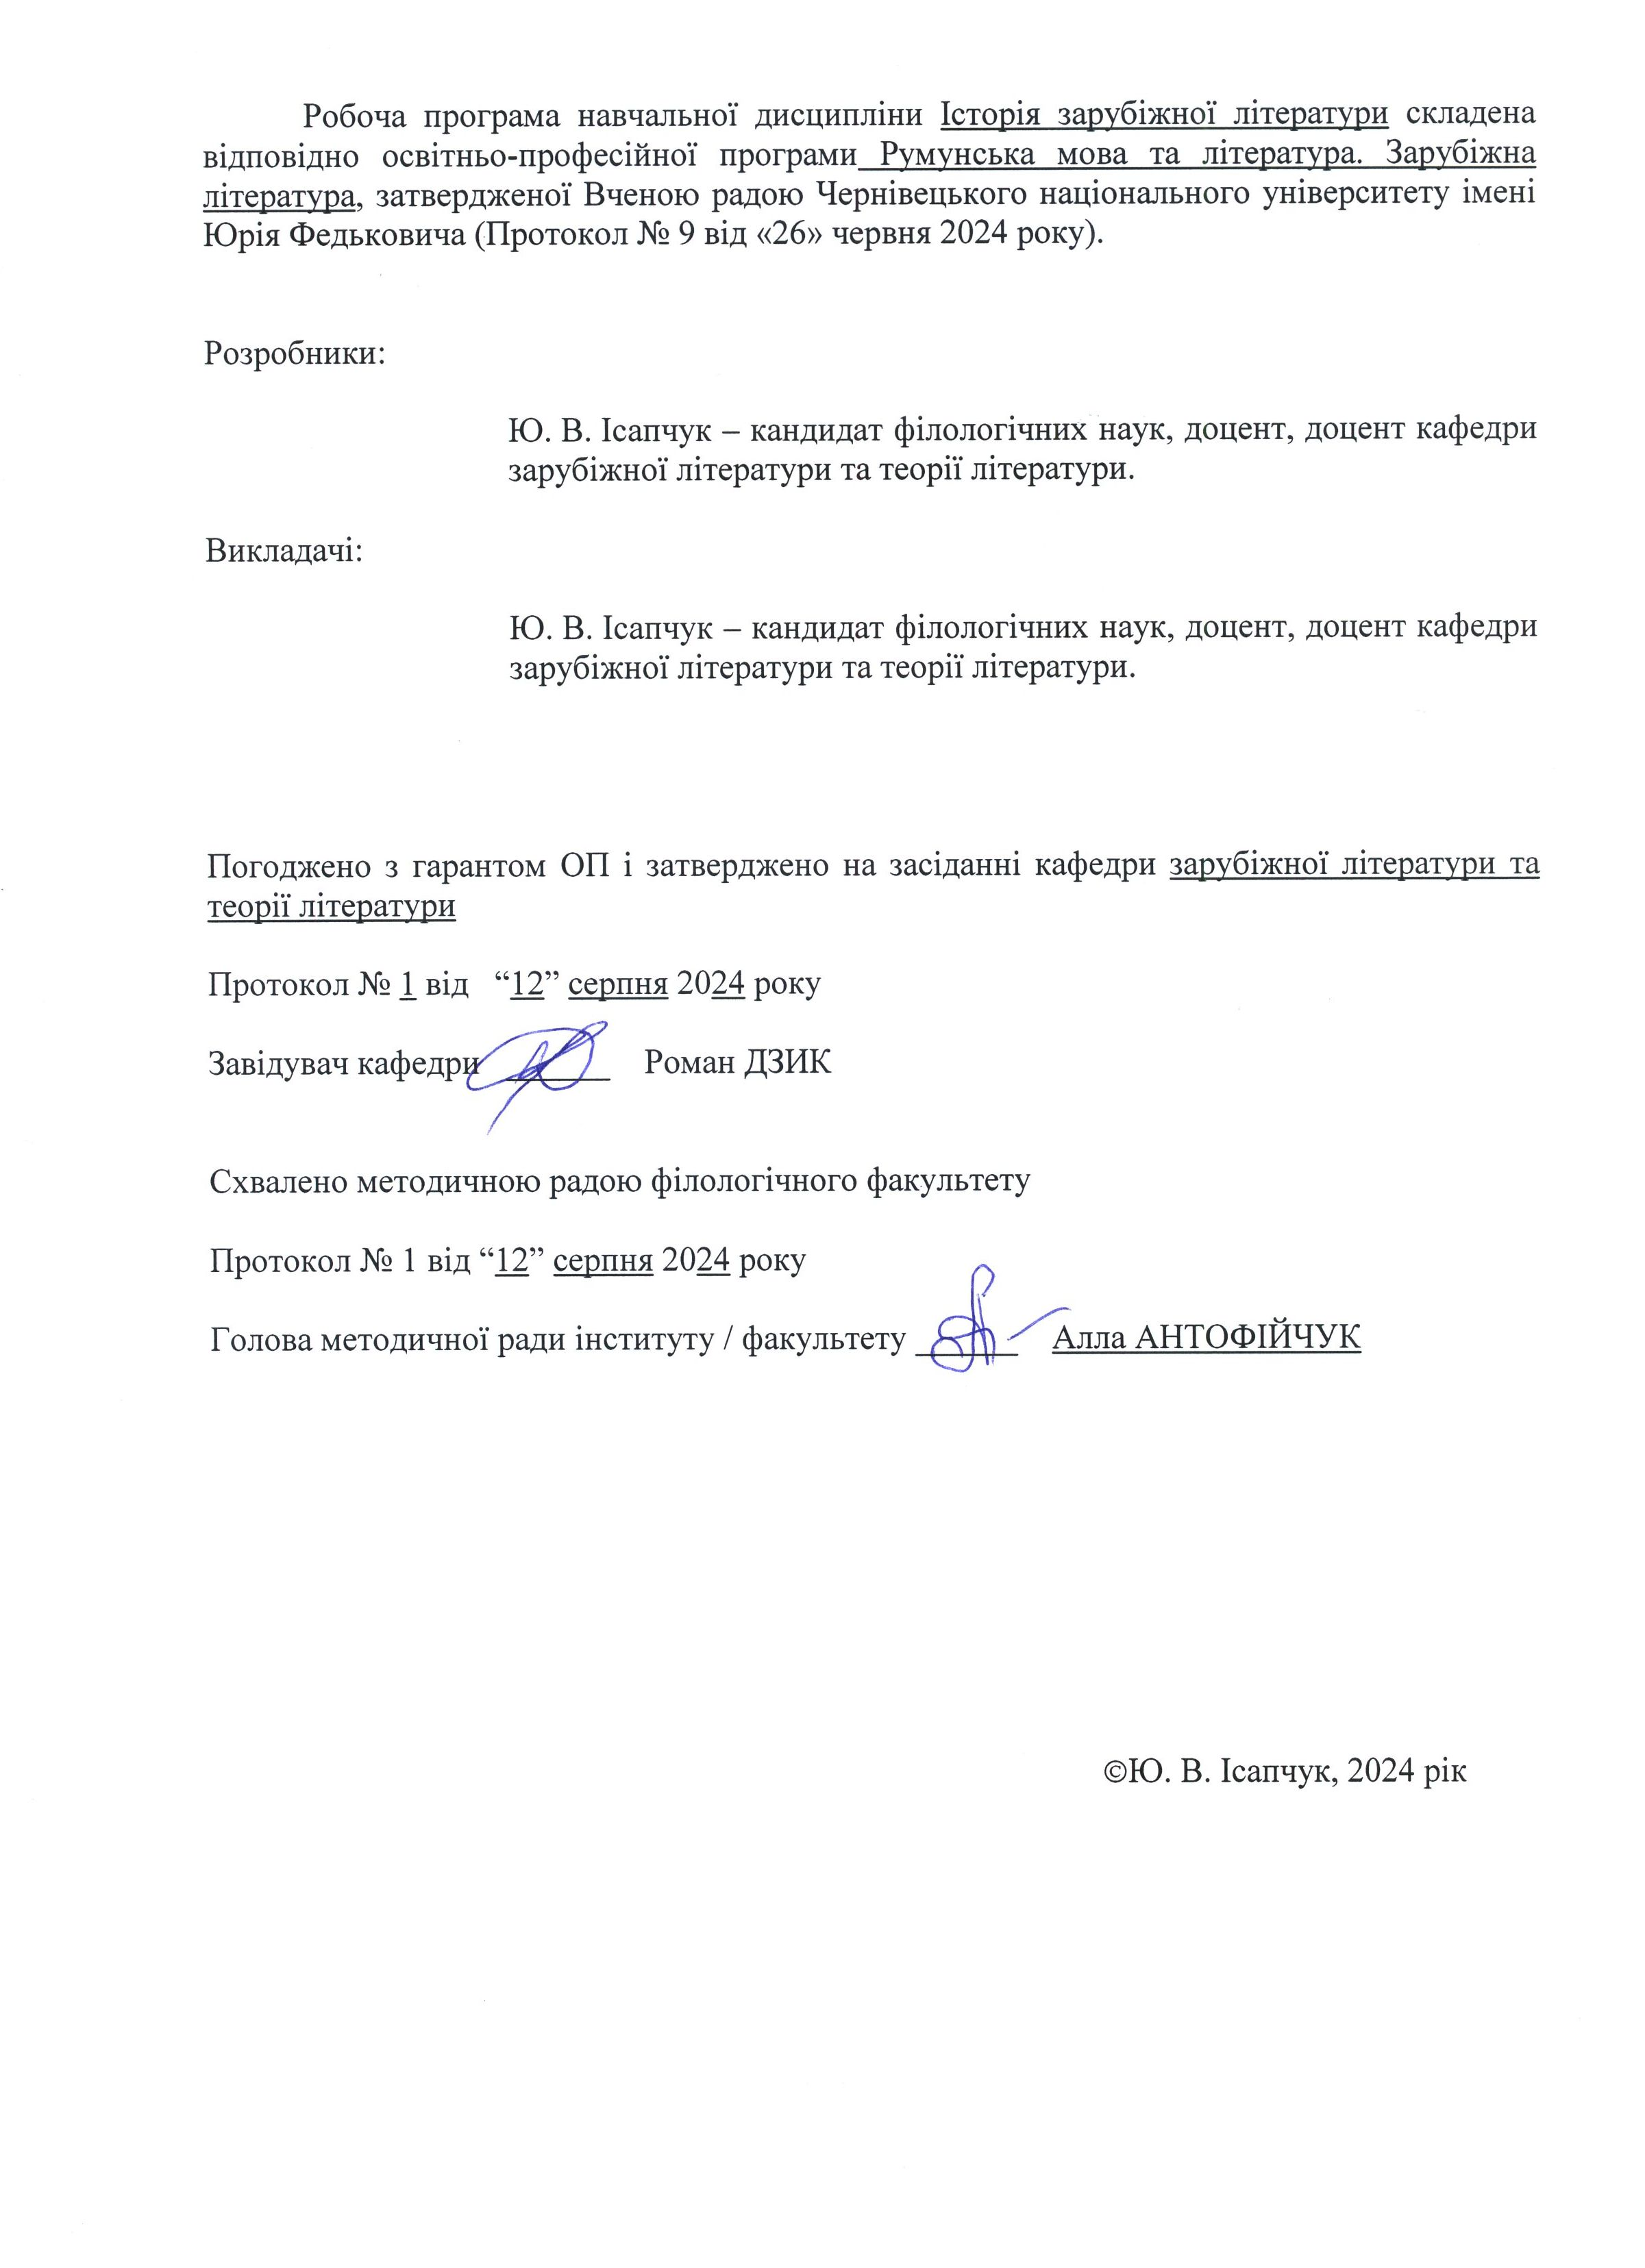 Робоча програма навчальної дисципліни Історія зарубіжної літератури складена
відповідно освітньо-професійної програми Румунська мова та література. Зарубіжна
література, затвердженої Вченою радою Чернівецького національного університету імені
Юрія Федьковича (Протокол № 9 від «26» червня 2024 року).
Розробники:
Ю. В. Ісапчук – кандидат філологічних наук, доцент, доцент кафедри
зарубіжної літератури та теорії літератури.
Викладачі:
Ю. В. Ісапчук – кандидат філологічних наук, доцент, доцент кафедри
зарубіжної літератури та теорії літератури.
Погоджено з гарантом ОП і затверджено на засіданні кафедри зарубіжної літератури та
теорії літератури
Протокол № 1 від “12” серпня 2024 року
Завідувач кафедри ______ Роман ДЗИК
Схвалено методичною радою філологічного факультету
Протокол № 1 від “12” серпня 2024 року
Голова методичної ради інституту / факультету ______ Алла АНТОФІЙЧУК
©Ю. В. Ісапчук, 2024 рік